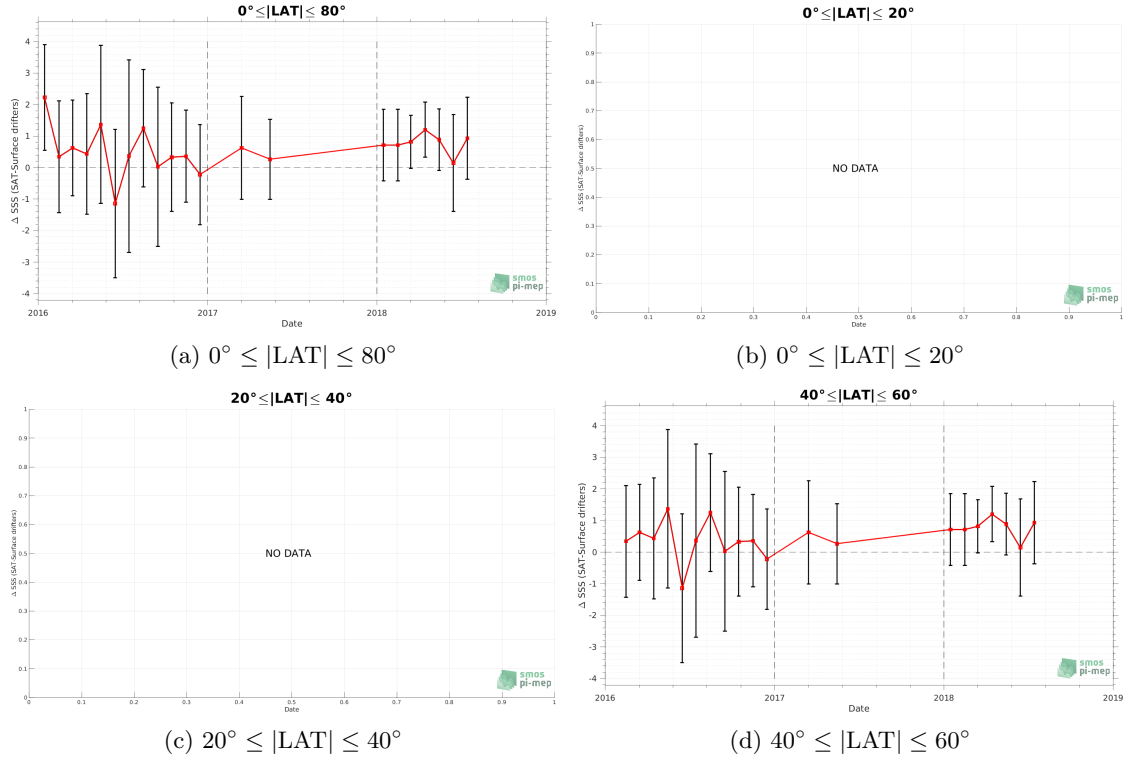 0°≤|LAT|≤ 80°
4
3
2
1
0
-1
-2
-3
-4
Δ SSS (SAT-Surface drifters)
2016
2017
2018
2019
Date
smos
pi-mep
(a) 0° ≤ |LAT| ≤ 80°
0°≤|LAT|≤ 20°
1
0.9
0.8
0.7
0.6
0.5
0.4
0.3
0.2
0.1
0
Δ SSS (SAT-Surface drifters)
NO DATA
0
0.1
0.2
0.3
0.4
0.5
0.6
0.7
0.8
0.9
1
Date
smos
pi-mep
(b) 0° ≤ |LAT| ≤ 20°
20°≤|LAT|≤ 40°
1
0.9
0.8
0.7
0.6
0.5
0.4
0.3
0.2
0.1
0
Δ SSS (SAT-Surface drifters)
NO DATA
0
0.1
0.2
0.3
0.4
0.5
0.6
0.7
0.8
0.9
1
Date
smos
pi-mep
(c) 20° ≤ |LAT| ≤ 40°
40°≤|LAT|≤ 60°
4
3
2
1
0
-1
-2
-3
-4
Δ SSS (SAT-Surface drifters)
2016
2017
2018
2019
Date
smos
pi-mep
(d) 40° ≤ |LAT| ≤ 60°